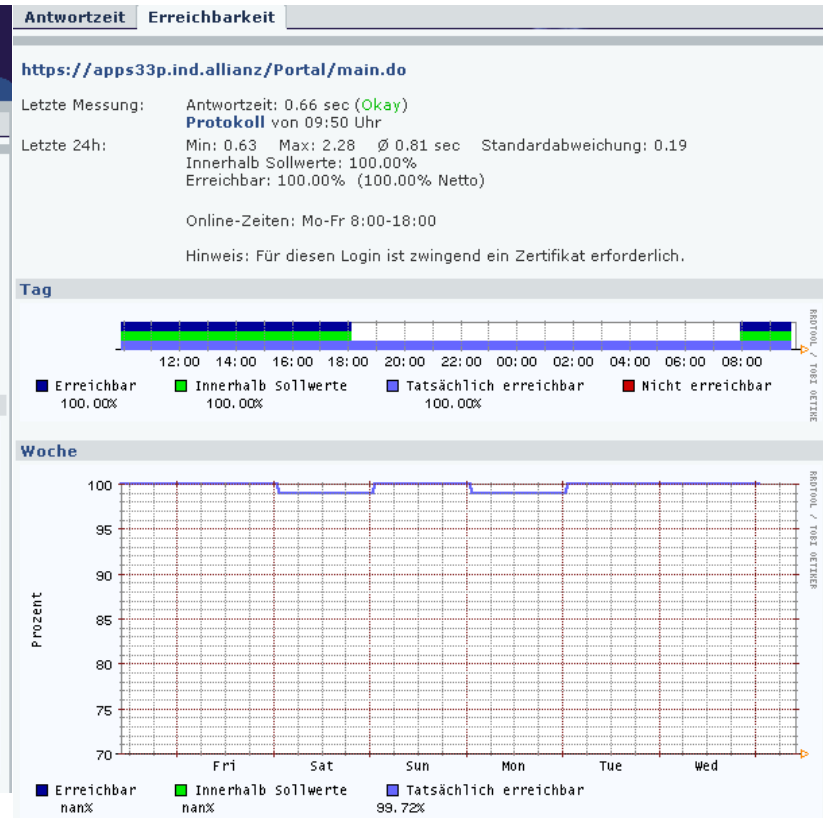 Antwortzeit Erreichbarkeit
https://apps33p.ind.allianz/Portal/main.do
Letzte Messung: Antwortzeit: 0.66 sec (Okay)
Protokoll von 09:50 Uhr
Letzte 24h: Min: 0.63 Max: 2.28 Ø 0.81 sec Standardabweichung: 0.19
Innerhalb Sollwerte: 100.00%
Erreichbar: 100.00% (100.00% Netto)
Online-Zeiten: Mo-Fr 8:00-18:00
Hinweis: Für diesen Login ist zwingend ein Zertifikat erforderlich.
Tag
RRDTOOL / TOBI OETIKE
12:00 14:00 16:00 18:00 20:00 22:00 00:00 02:00 04:00 06:00 08:00
Erreichbar Innerhalb Sollwerte Tatsächlich erreichbar Nicht erreichbar
100.00% 100.00% 100.00%
Woche
RRDTOOL / TOBI OETIKER
Prozent
100
95
90
85
80
75
70
Fri Sat Sun Mon Tue Wed
Erreichbar Innerhalb Sollwerte Tatsächlich erreichbar
nan% nan% 99.72%